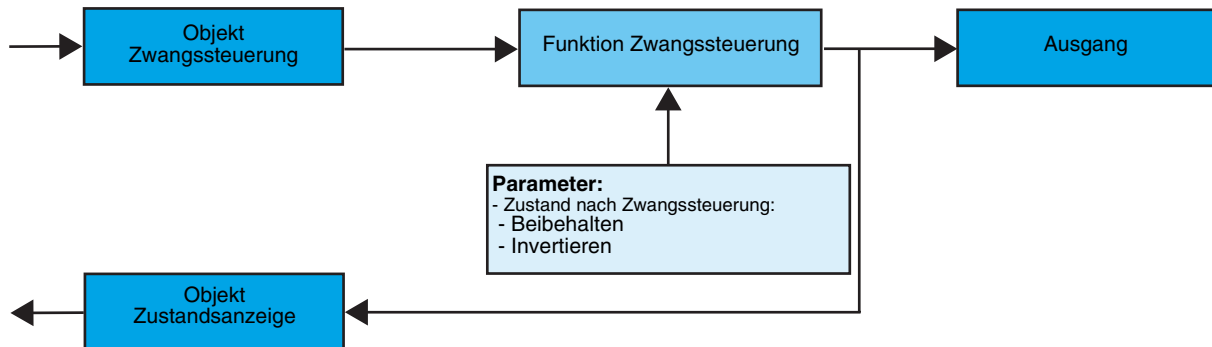 Objekt
Zwangssteuerung
Funktion Zwangssteuerung
Ausgang
Parameter:
- Zustand nach Zwangssteuerung:
- Beibehalten
- Invertieren
Objekt
Zustandsanzeige